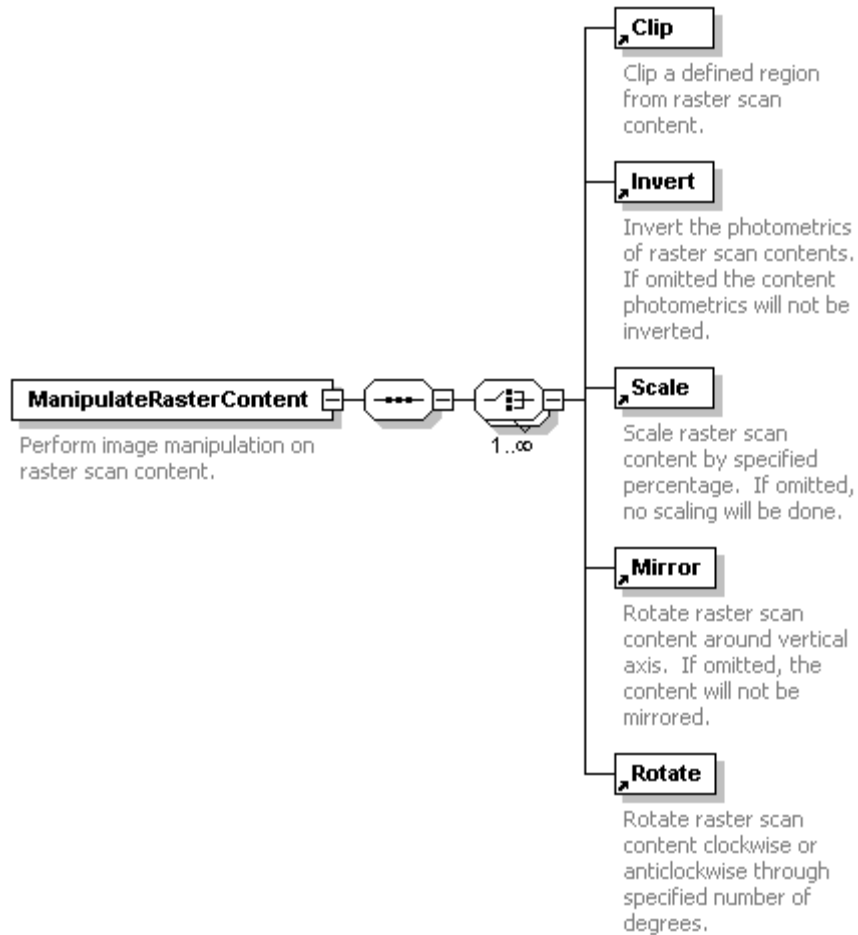 Clip
Clip a defined region
from raster scan
content.
Invert
Invert the photometrics
of raster scan contents.
If omitted the content
photometrics will not be
inverted.
ManipulateRasterContent
Perform image manipulation on
raster scan content.
1..∞
Scale
Scale raster scan
content by specified
percentage.  If omitted,
no scaling will be done.
Mirror
Rotate raster scan
content around vertical
axis.  If omitted, the
content will not be
mirrored.
Rotate
Rotate raster scan
content clockwise or
anticlockwise through
specified number of
degrees.